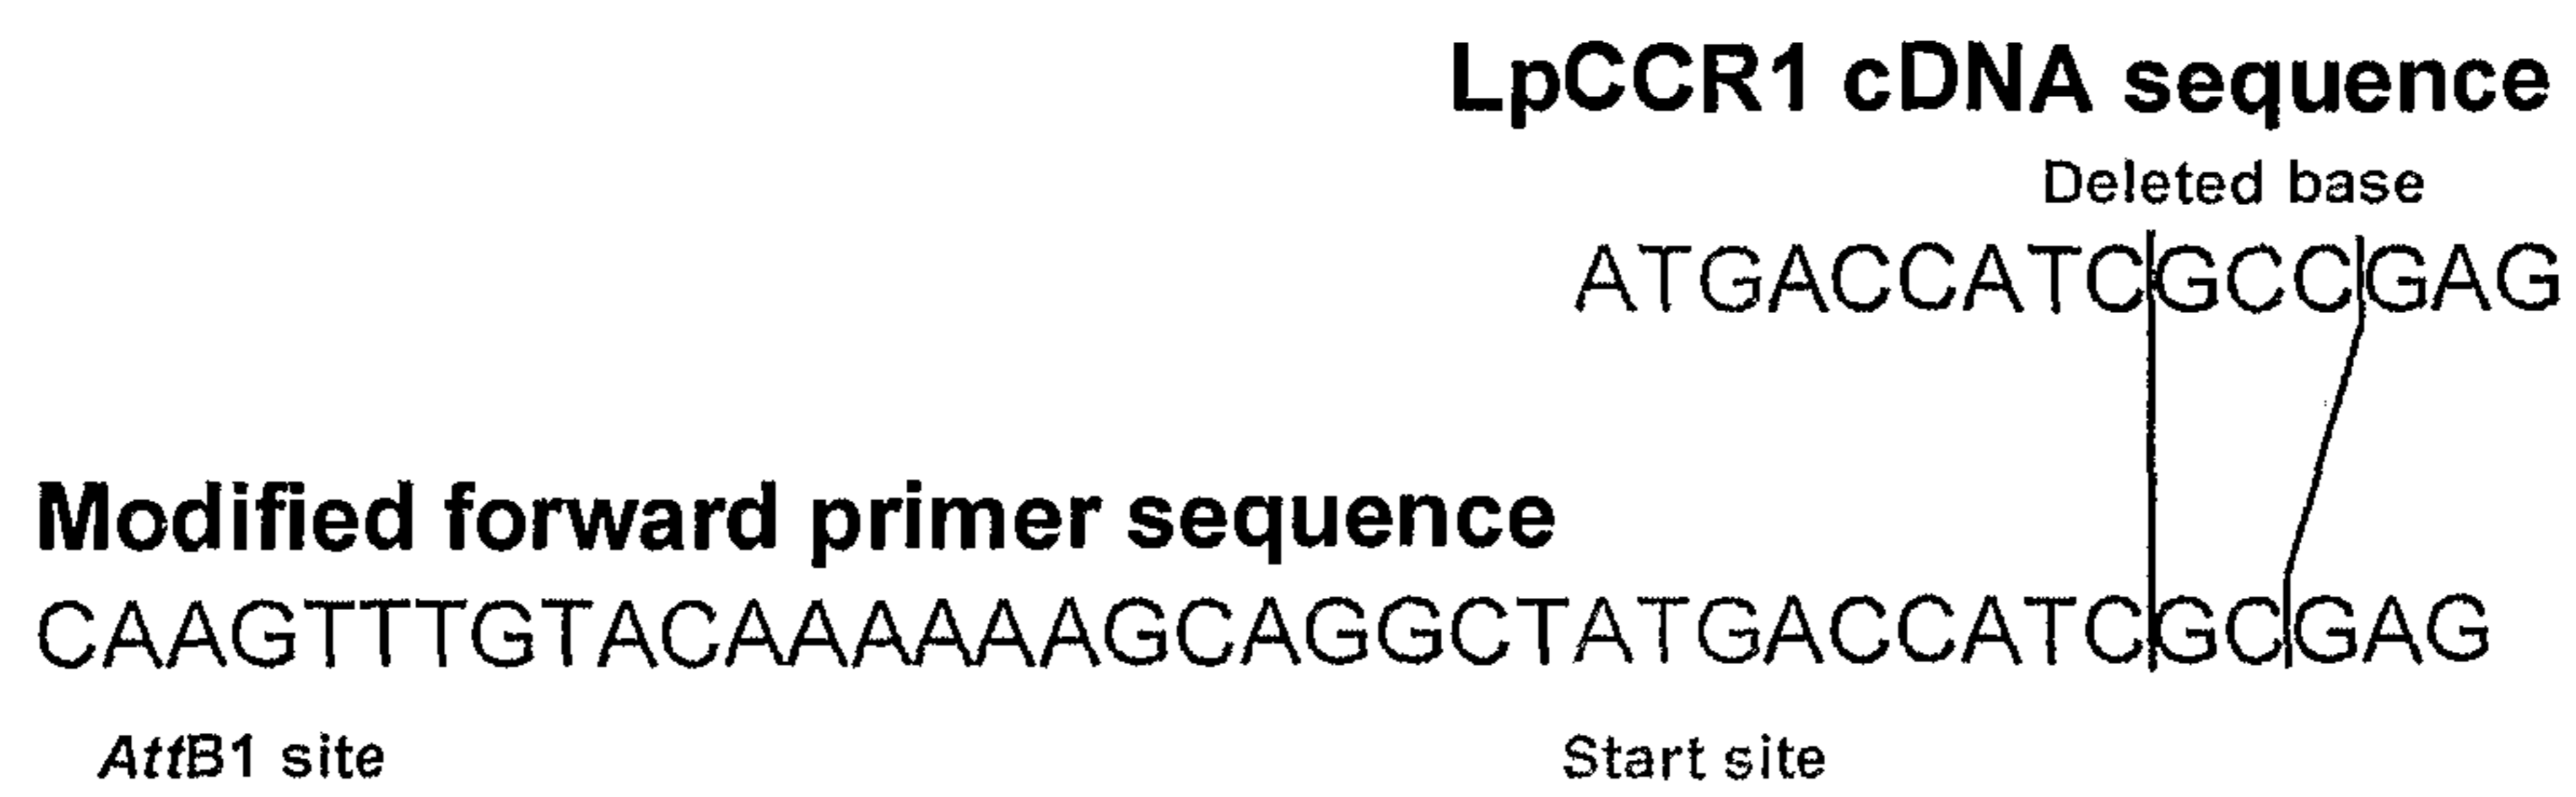 LpCCR1 cDNA sequence
Deleted base
ATGACCATCGCCGAG
Modified forward primer sequence
CAAGTTTGTACAAAAAAGCAGGCTATGACCATCGCGAG
AttB1 site
Start site